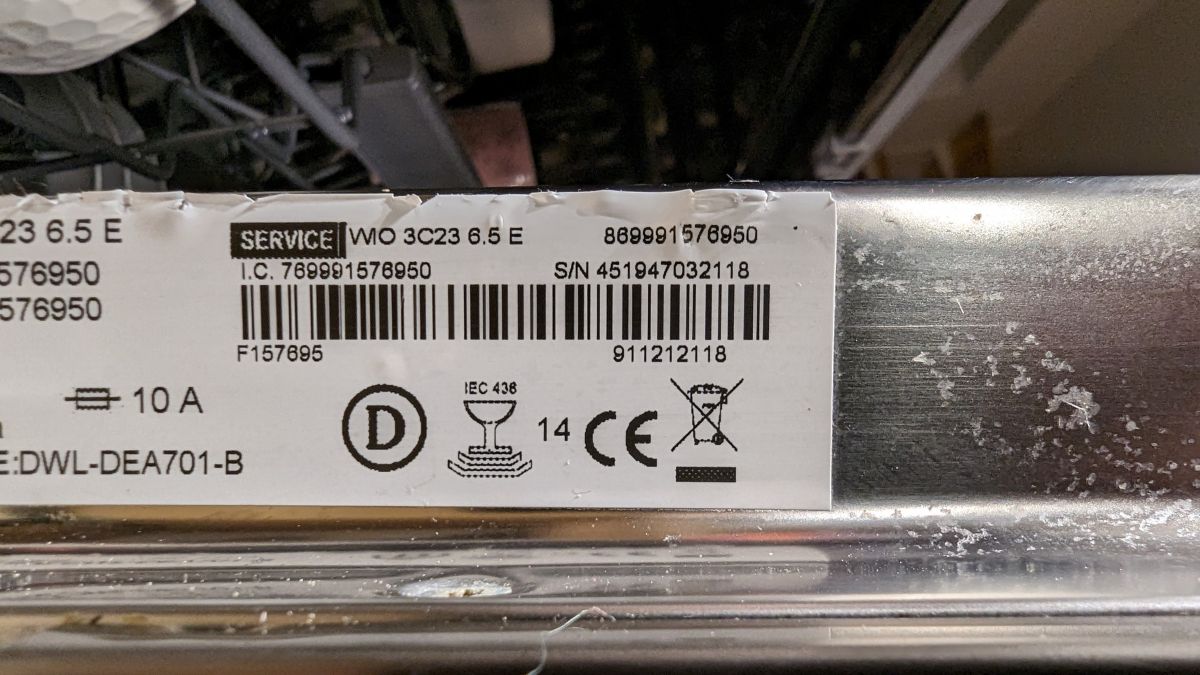 23 6.5 E
576950
576950
10 A
E:DWL-DEA701-B
SERVICE WIO 3C23 6.5 E 869991576950
I.C. 769991576950 S/N 451947032118
F157695 911212118
D
IEC 436
14 CE